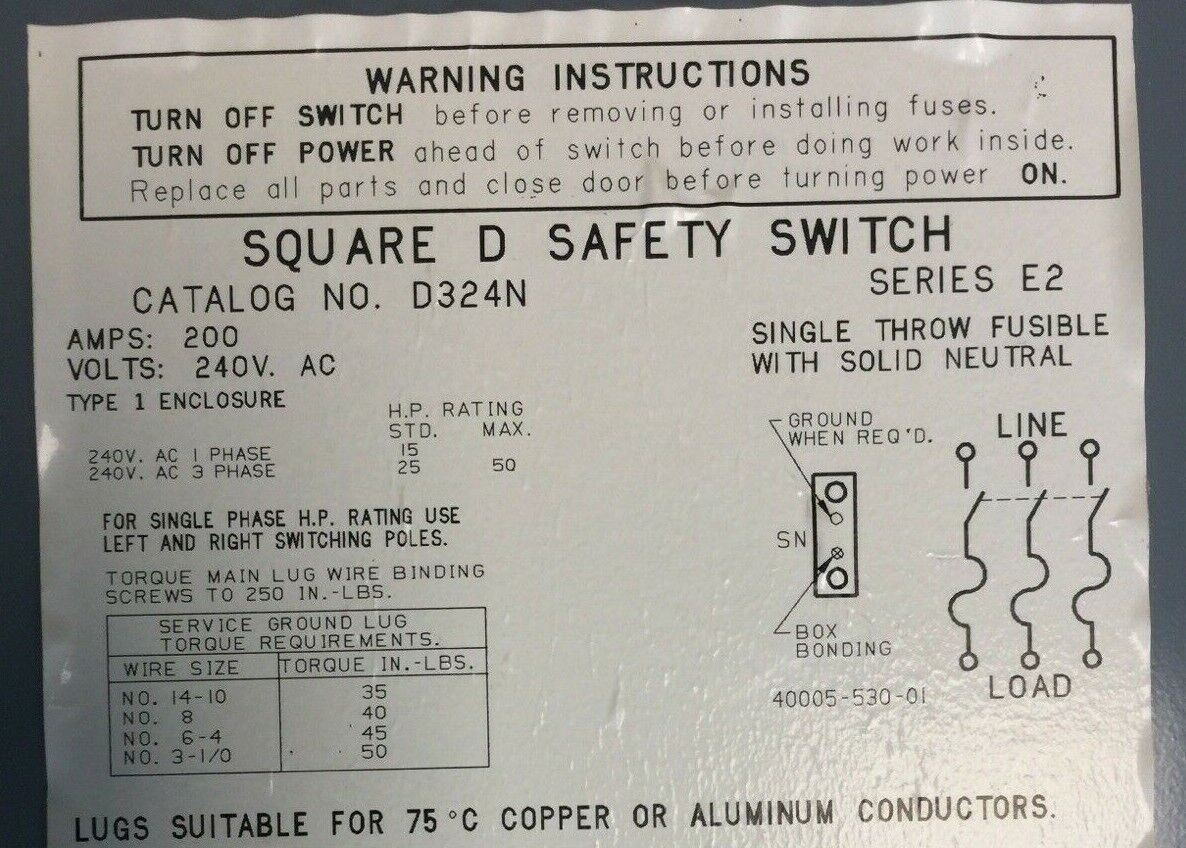 WARNING INSTRUCTIONS
TURN OFF SWITCH before removing or installing fuses.
TURN OFF POWER ahead of switch before doing work inside.
Replace all parts and close door before turning power ON.
SQUARE D SAFETY SWITCH
CATALOG NO. D324N
SERIES E2
AMPS: 200
VOLTS: 240V. AC
TYPE 1 ENCLOSURE
SINGLE THROW FUSIBLE
WITH SOLID NEUTRAL
H.P. RATING
STD. MAX.
240V. AC 1 PHASE 15
240V. AC 3 PHASE 25 50
FOR SINGLE PHASE H.P. RATING USE
LEFT AND RIGHT SWITCHING POLES.
TORQUE MAIN LUG WIRE BINDING
SCREWS TO 250 IN.-LBS.
SERVICE GROUND LUG
TORQUE REQUIREMENTS.
WIRE SIZE TORQUE IN.-LBS.
NO. 14-10 35
NO. 8 40
NO. 6-4 45
NO. 3-1/0 50
GROUND
WHEN REQ'D.
LINE
SN
BOX
BONDING
LOAD
40005-530-01
LUGS SUITABLE FOR 75°C COPPER OR ALUMINUM CONDUCTORS.